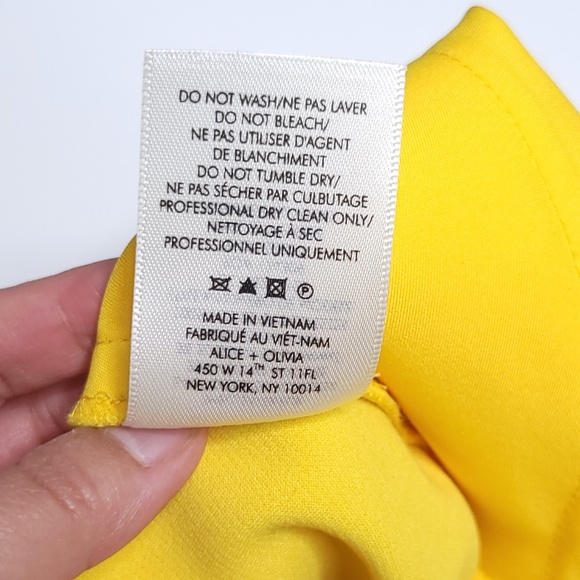 DO NOT WASH/NE PAS LAVER
DO NOT BLEACH/
NE PAS UTILISER D'AGENT
DE BLANCHIMENT
DO NOT TUMBLE DRY/
NE PAS SÉCHER PAR CULBUTAGE
PROFESSIONAL DRY CLEAN ONLY/
NETTOYAGE À SEC
PROFESSIONNEL UNIQUEMENT
P
MADE IN VIETNAM
FABRIQUÉ AU VIÊT-NAM
ALICE + OLIVIA
450 W 14TH ST 11FL
NEW YORK, NY 10014